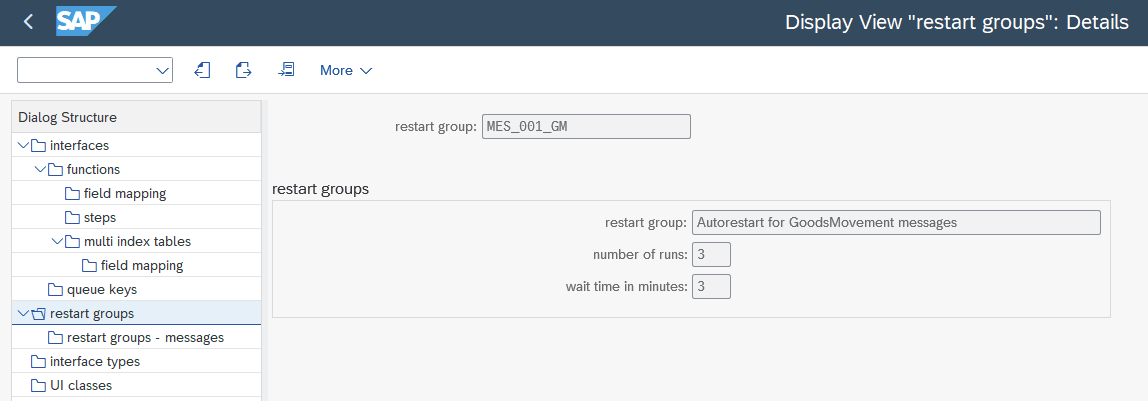 SAP
Display View "restart groups": Details
More
Dialog Structure
interfaces
functions
field mapping
steps
multi index tables
field mapping
queue keys
restart groups
restart groups - messages
interface types
UI classes
restart group: MES_001_GM
restart groups
restart group: Autorestart for GoodsMovement messages
number of runs: 3
wait time in minutes: 3